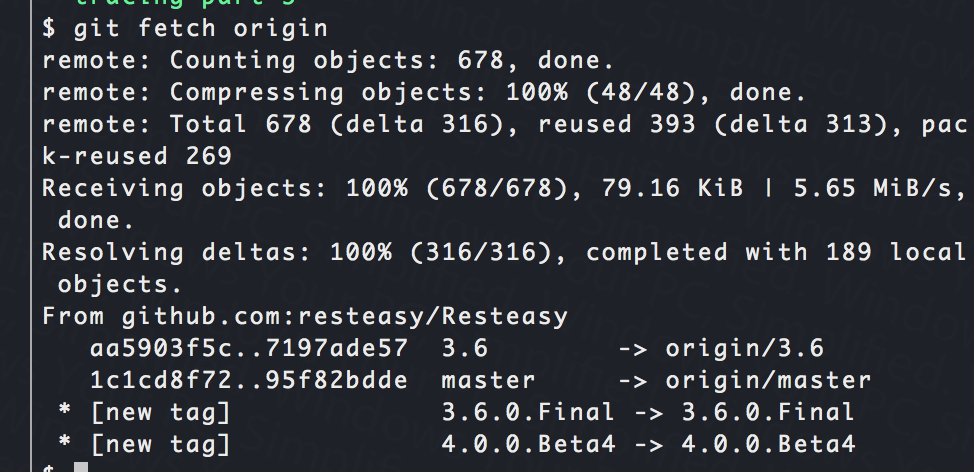 tracing part 3
$ git fetch origin
remote: Counting objects: 678, done.
remote: Compressing objects: 100% (48/48), done.
remote: Total 678 (delta 316), reused 393 (delta 313), pac
k-reused 269
Receiving objects: 100% (678/678), 79.16 KiB | 5.65 MiB/s,
 done.
Resolving deltas: 100% (316/316), completed with 189 local
 objects.
From github.com:resteasy/Resteasy
   aa5903f5c..7197ade57  3.6        -> origin/3.6
   1c1cd8f72..95f82bdde  master     -> origin/master
 * [new tag]             3.6.0.Final -> 3.6.0.Final
 * [new tag]             4.0.0.Beta4 -> 4.0.0.Beta4
$